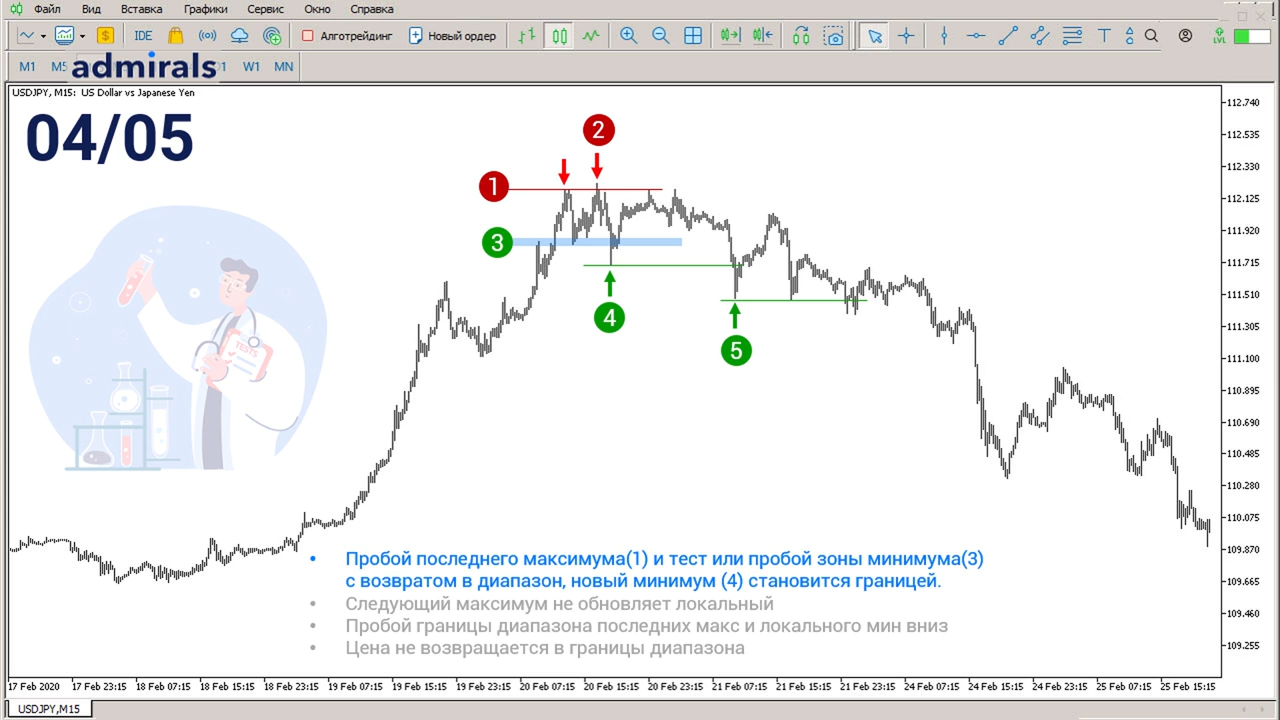 Файл Вид Вставка Графики Сервис Окно Справка
IDE Алготрейдинг Новый ордер LVL
M1 M5 W1 MN
admirals
USDJPY, M15: US Dollar vs Japanese Yen
04/05
TESTS
2
1
3
4
5
112.740
112.535
112.330
112.125
111.920
111.715
111.510
111.305
111.100
110.895
110.690
110.485
110.280
110.075
109.870
109.665
109.460
109.255
• Пробой последнего максимума(1) и тест или пробой зоны минимума(3)
с возвратом в диапазон, новый минимум (4) становится границей.
• Следующий максимум не обновляет локальный
• Пробой границы диапазона последних макс и локального мин вниз
• Цена не возвращается в границы диапазона
17 Feb 2020 17 Feb 23:15 18 Feb 07:15 18 Feb 15:15 18 Feb 23:15 19 Feb 07:15 19 Feb 15:15 19 Feb 23:15 20 Feb 07:15 20 Feb 15:15 20 Feb 23:15 21 Feb 07:15 21 Feb 15:15 21 Feb 23:15 24 Feb 07:15 24 Feb 15:15 24 Feb 23:15 25 Feb 07:15 25 Feb 15:15
USDJPY,M15